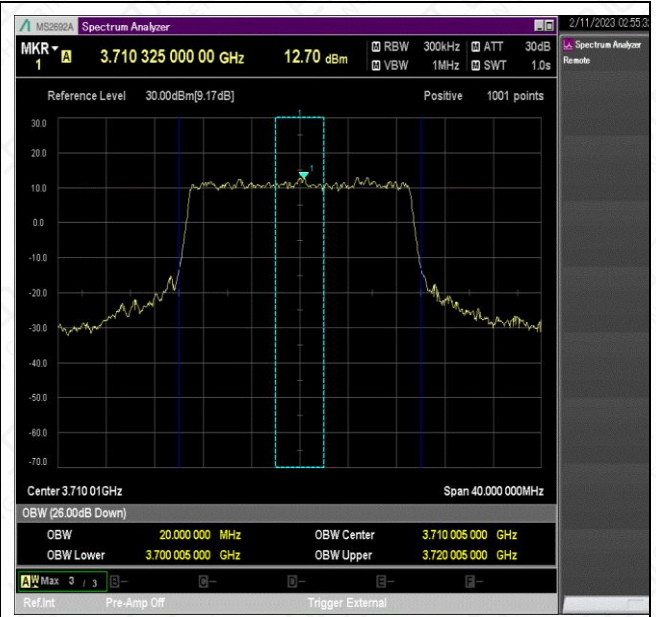 MS2692A Spectrum Analyzer
2/11/2023 02:55:3
MKR A 3.710 325 000 00 GHz 12.70 dBm M RBW 300kHz M ATT 30dB
1 M VBW 1MHz M SWT 1.0s
Spectrum Analyzer
Remote
Reference Level 30.00dBm[9.17dB] Positive 1001 points
1
30.0
20.0
1
10.0
0.0
-10.0
-20.0
-30.0
-40.0
-50.0
-60.0
-70.0
Center 3.710 01GHz Span 40.000 000MHz
OBW (26.00dB Down)
OBW 20.000 000 MHz OBW Center 3.710 005 000 GHz
OBW Lower 3.700 005 000 GHz OBW Upper 3.720 005 000 GHz
A W Max 3 / 3 B- C- D- E- F-
Ref.Int Pre-Amp Off Trigger External